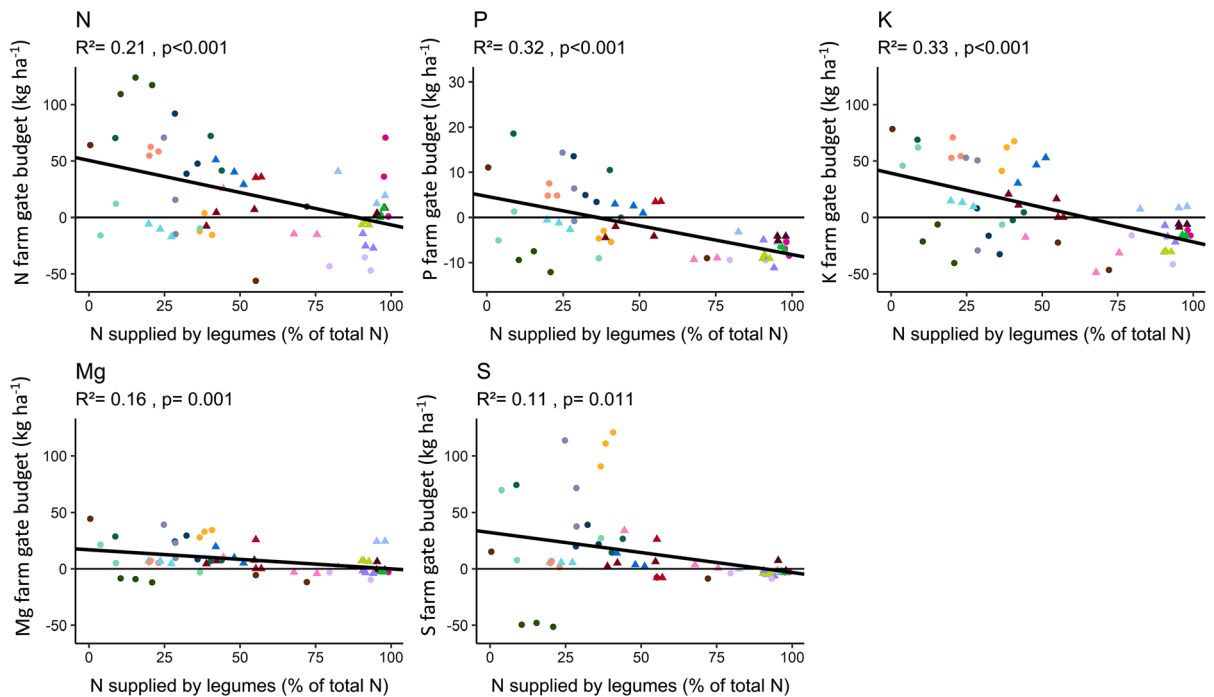 N
R²= 0.21 , p<0.001
N farm gate budget (kg ha⁻¹)
100
50
0
-50
0 25 50 75 100
N supplied by legumes (% of total N)
P
R²= 0.32 , p<0.001
P farm gate budget (kg ha⁻¹)
30
20
10
0
-10
0 25 50 75 100
N supplied by legumes (% of total N)
K
R²= 0.33 , p<0.001
K farm gate budget (kg ha⁻¹)
100
50
0
-50
0 25 50 75 100
N supplied by legumes (% of total N)
Mg
R²= 0.16 , p= 0.001
Mg farm gate budget (kg ha⁻¹)
100
50
0
-50
0 25 50 75 100
N supplied by legumes (% of total N)
S
R²= 0.11 , p= 0.011
S farm gate budget (kg ha⁻¹)
100
50
0
-50
0 25 50 75 100
N supplied by legumes (% of total N)